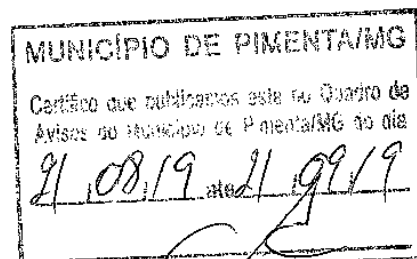 MUNICÍPIO DE PIMENTA/MG
Certifico que publicamos este no Quadro de
Avisos do Município de Pimenta/MG no dia
21/08/19 ate 21/09/19